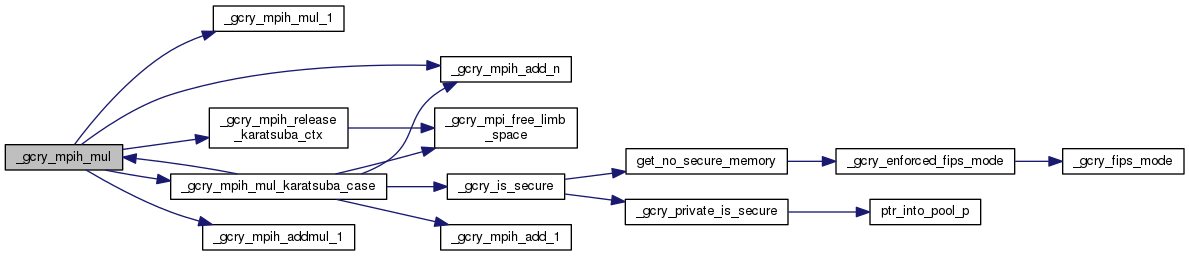 _gcry_mpih_mul_1
_gcry_mpih_add_n
_gcry_mpih_release
_karatsuba_ctx
_gcry_mpi_free_limb
_space
_gcry_mpih_mul
get_no_secure_memory
_gcry_enforced_fips_mode
_gcry_fips_mode
_gcry_mpih_mul_karatsuba_case
_gcry_is_secure
_gcry_private_is_secure
ptr_into_pool_p
_gcry_mpih_addmul_1
_gcry_mpih_add_1